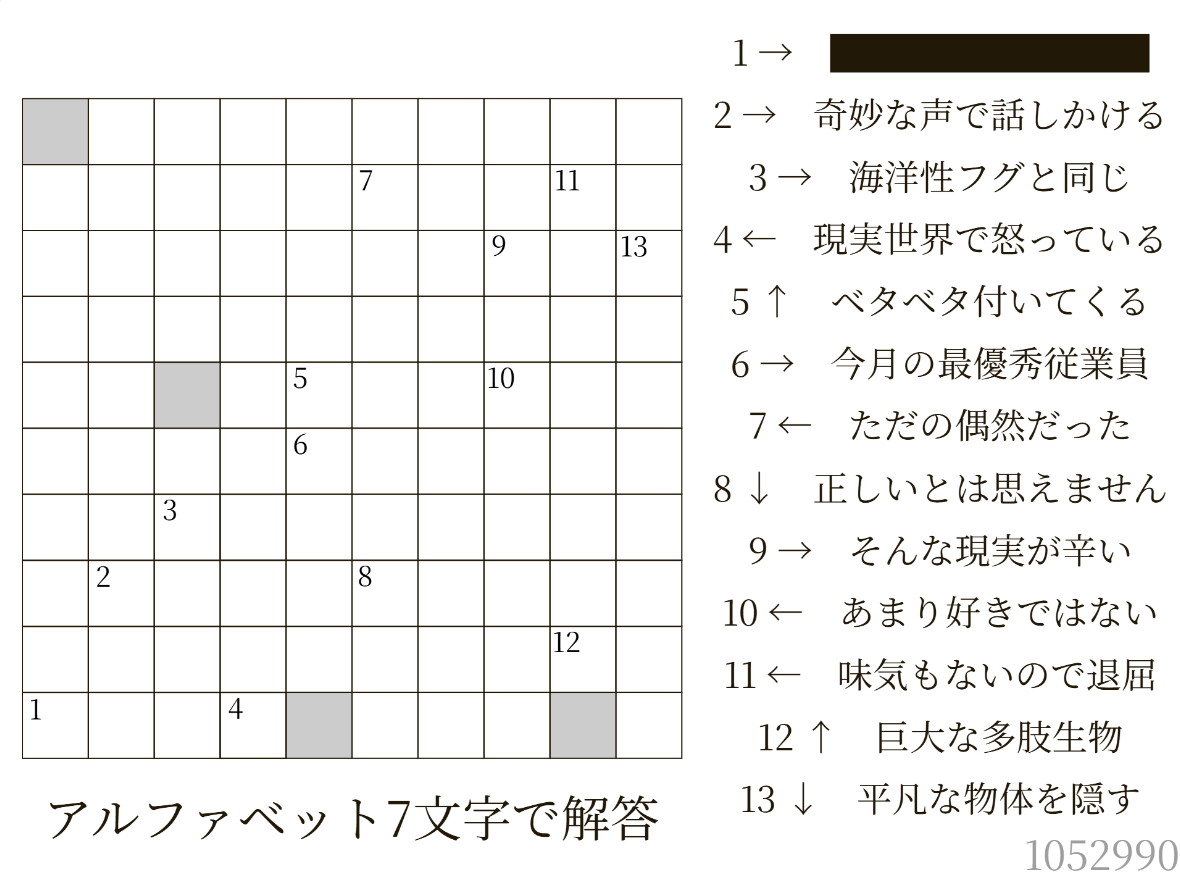 1 →
2 → 奇妙な声で話しかける
7 11
3 → 海洋性フグと同じ
9 13
4 ← 現実世界で怒っている
5 ↑ ベタベタ付いてくる
5 10
6 → 今月の最優秀従業員
6
7 ← ただの偶然だった
3
8 ↓ 正しいとは思えません
2 8
9 → そんな現実が辛い
10 ← あまり好きではない
12
11 ← 味気もないので退屈
1 4
12 ↑ 巨大な多肢生物
13 ↓ 平凡な物体を隠す
アルファベット7文字で解答
1052990